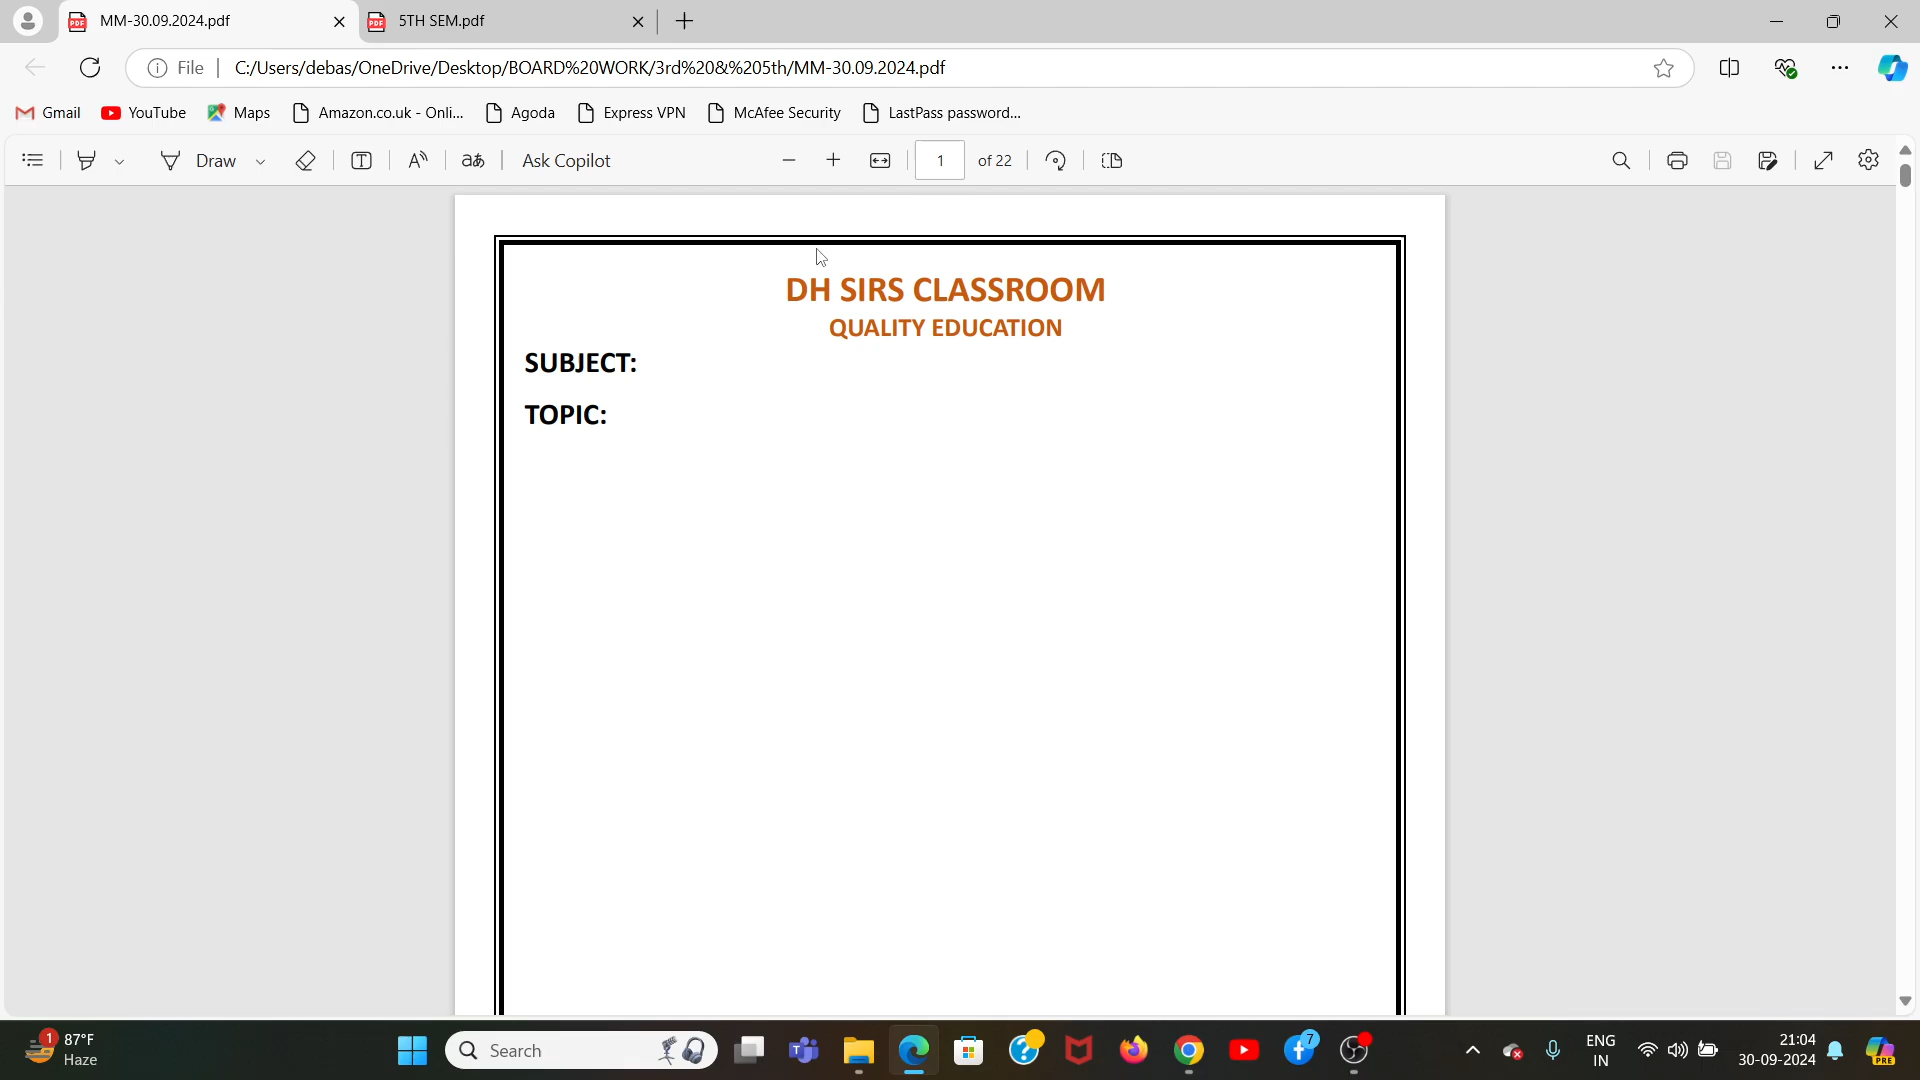 MM-30.09.2024.pdf
5TH SEM.pdf
File
C:/Users/debas/OneDrive/Desktop/BOARD%20WORK/3rd%20&%205th/MM-30.09.2024.pdf
Gmail YouTube Maps Amazon.co.uk - Onli... Agoda Express VPN McAfee Security LastPass password...
Draw Ask Copilot 1 of 22
DH SIRS CLASSROOM
QUALITY EDUCATION
SUBJECT:
TOPIC:
1 87°F
Haze
Search
7
ENG
IN
21:04
30-09-2024
PRE